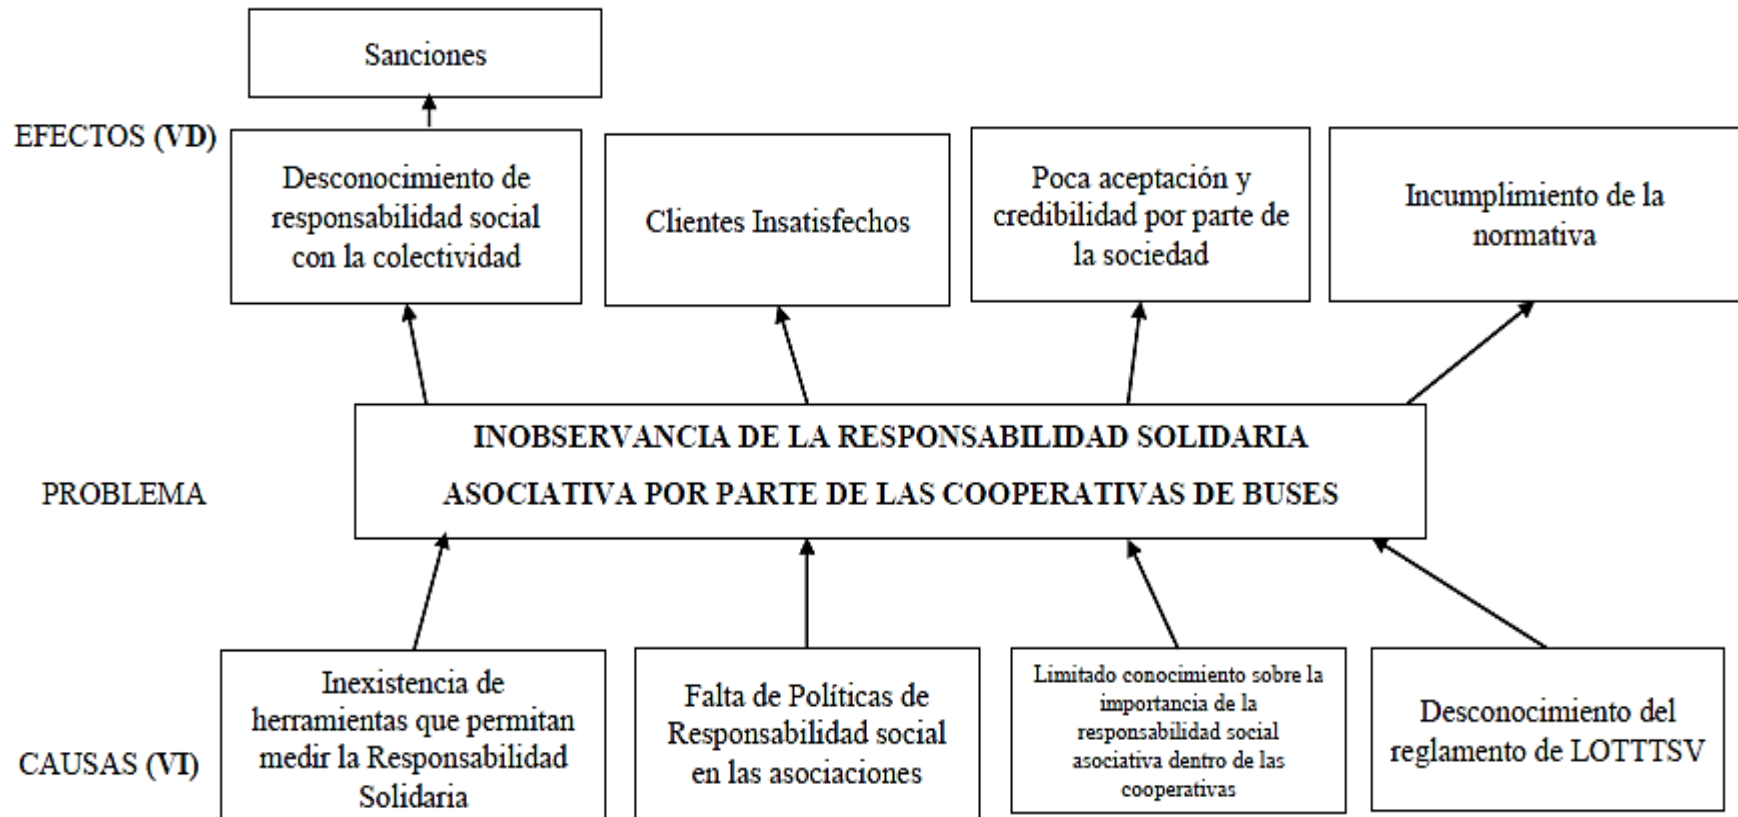 Sanciones
EFECTOS (VD)
Desconocimiento de
responsabilidad social
con la colectividad
Clientes Insatisfechos
Poca aceptación y
credibilidad por parte de
la sociedad
Incumplimiento de la
normativa
PROBLEMA
INOBSERVANCIA DE LA RESPONSABILIDAD SOLIDARIA
ASOCIATIVA POR PARTE DE LAS COOPERATIVAS DE BUSES
CAUSAS (VI)
Inexistencia de
herramientas que permitan
medir la Responsabilidad
Solidaria
Falta de Políticas de
Responsabilidad social
en las asociaciones
Limitado conocimiento sobre la
importancia de la
responsabilidad social
asociativa dentro de las
cooperativas
Desconocimiento del
reglamento de LOTTTSV